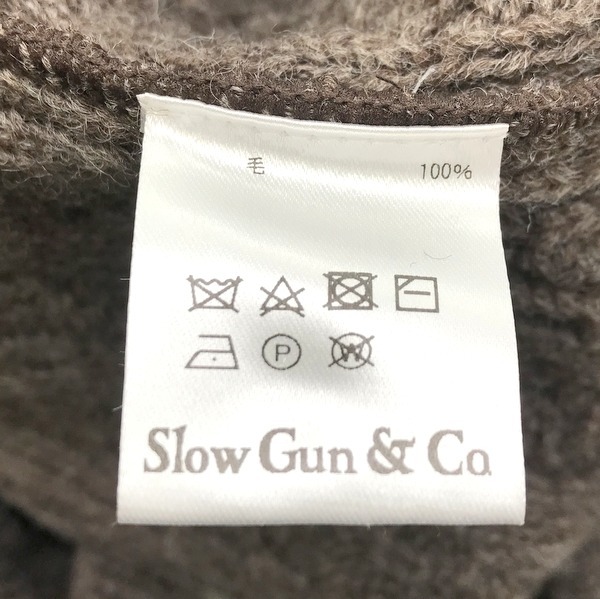 毛 100%
P W
Slow Gun & Co.